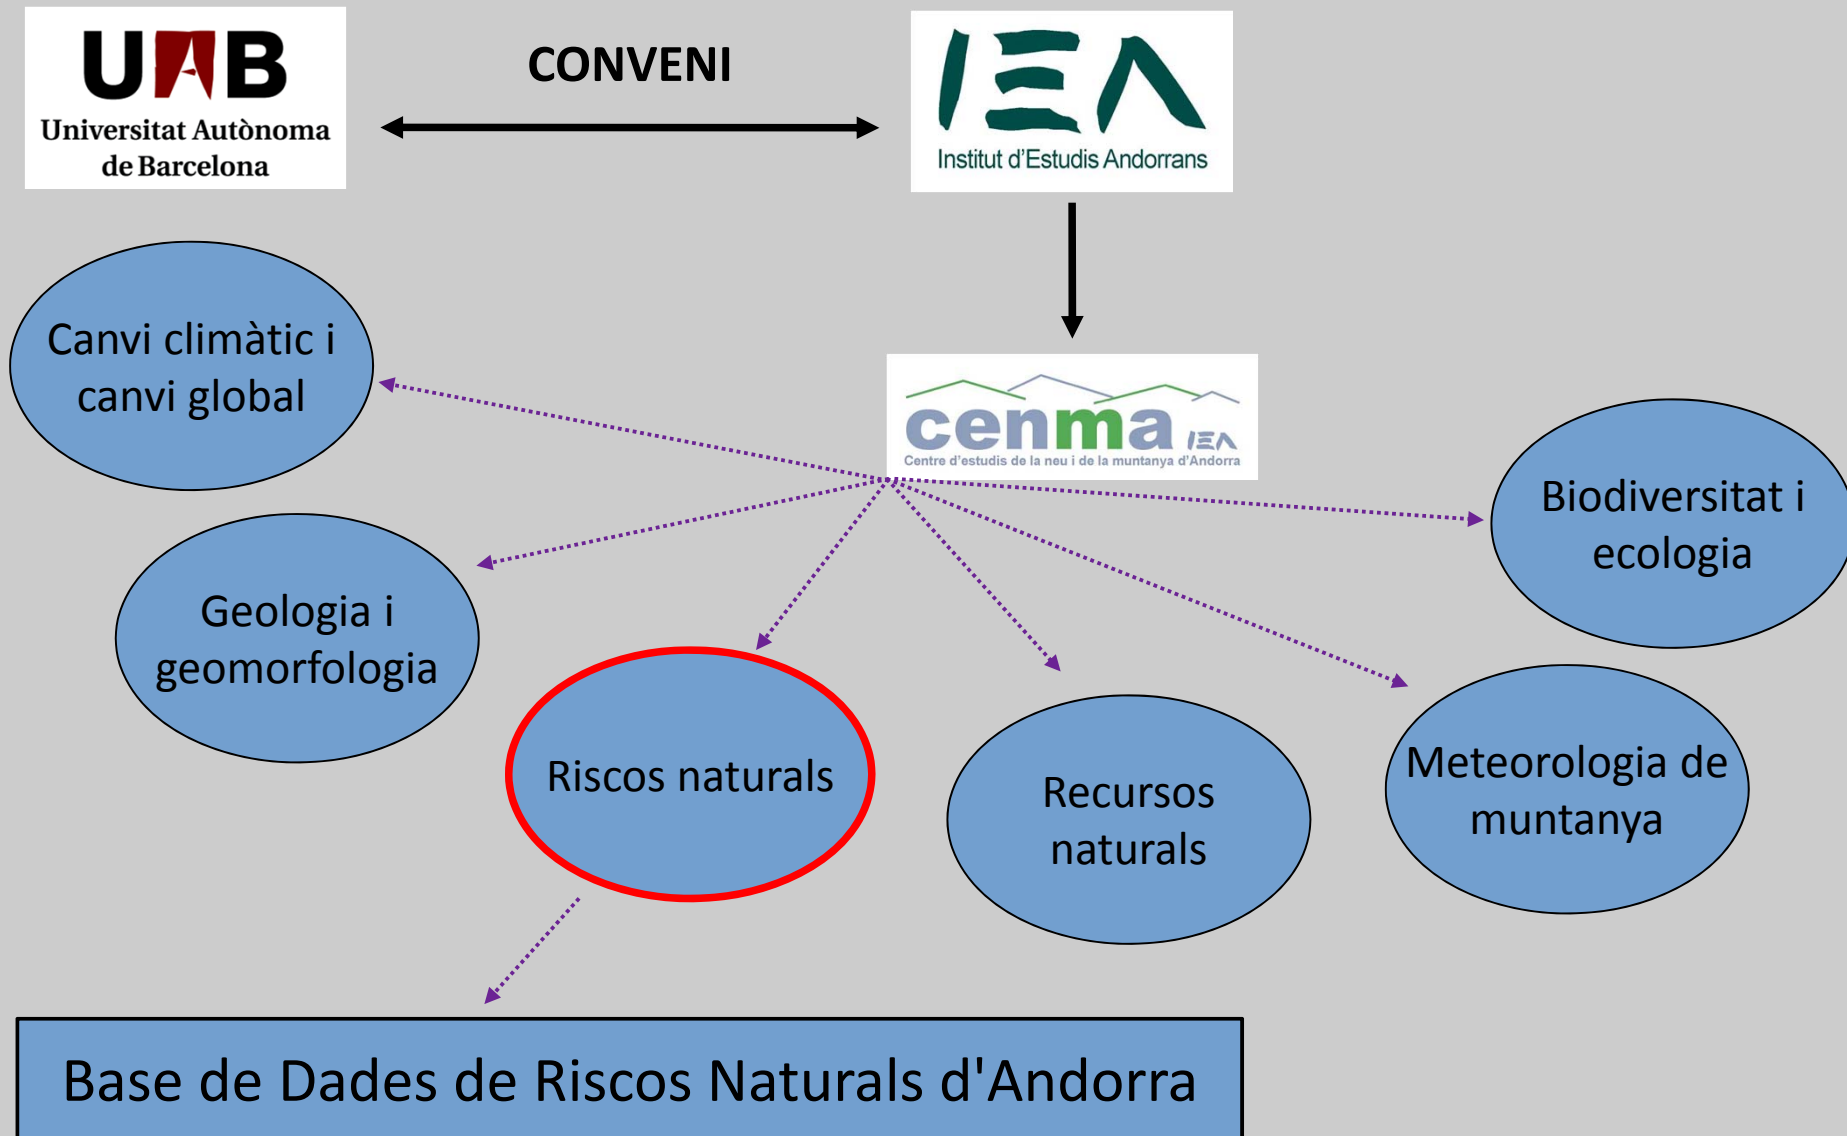 UAB
Universitat Autònoma
de Barcelona
CONVENI
IEA
Institut d'Estudis Andorrans
Canvi climàtic i
canvi global
cenma IEA
Centre d'estudis de la neu i de la muntanya d'Andorra
Biodiversitat i
ecologia
Geologia i
geomorfologia
Riscos naturals
Recursos
naturals
Meteorologia de
muntanya
Base de Dades de Riscos Naturals d'Andorra